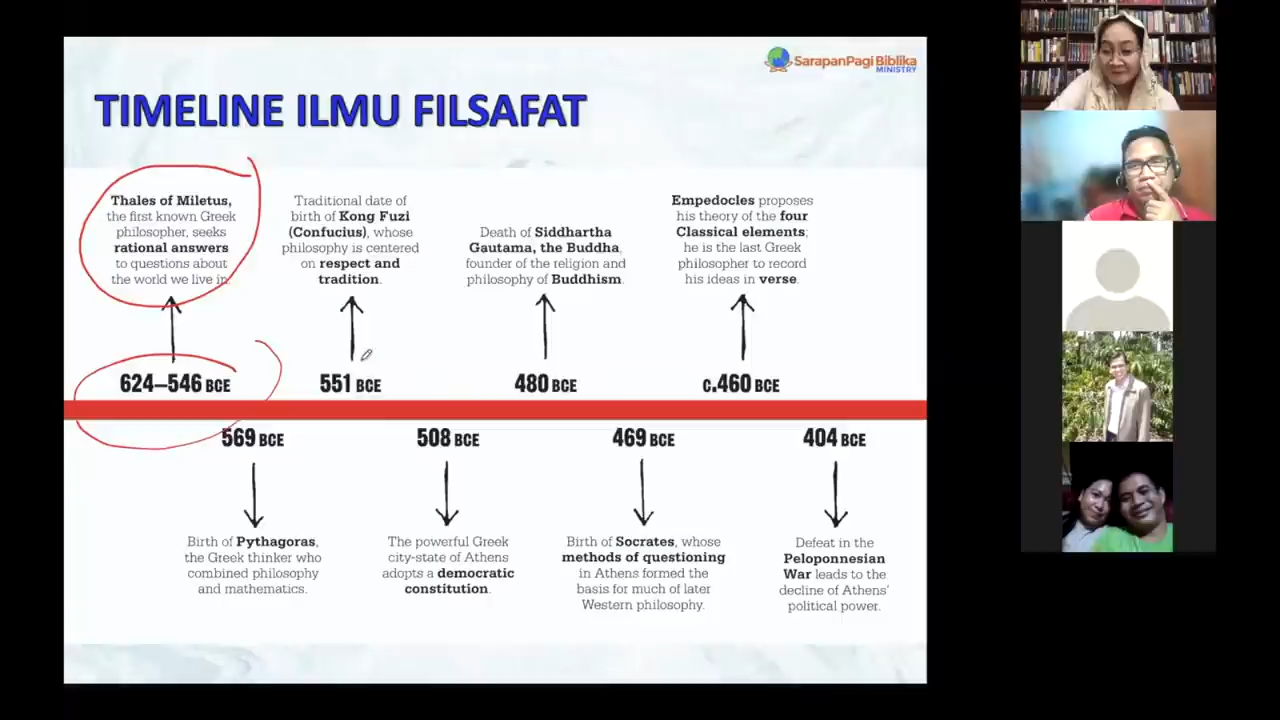 SarapanPagi Biblika
MINISTRY
TIMELINE ILMU FILSAFAT
Thales of Miletus,
the first known Greek
philosopher, seeks
rational answers
to questions about
the world we live in.
Traditional date of
birth of Kong Fuzi
(Confucius), whose
philosophy is centered
on respect and
tradition.
Death of Siddhartha
Gautama, the Buddha,
founder of the religion and
philosophy of Buddhism.
Empedocles proposes
his theory of the four
Classical elements;
he is the last Greek
philosopher to record
his ideas in verse.
624–546 BCE
551 BCE
480 BCE
c.460 BCE
569 BCE
508 BCE
469 BCE
404 BCE
Birth of Pythagoras,
the Greek thinker who
combined philosophy
and mathematics.
The powerful Greek
city-state of Athens
adopts a democratic
constitution.
Birth of Socrates, whose
methods of questioning
in Athens formed the
basis for much of later
Western philosophy.
Defeat in the
Peloponnesian
War leads to the
decline of Athens'
political power.